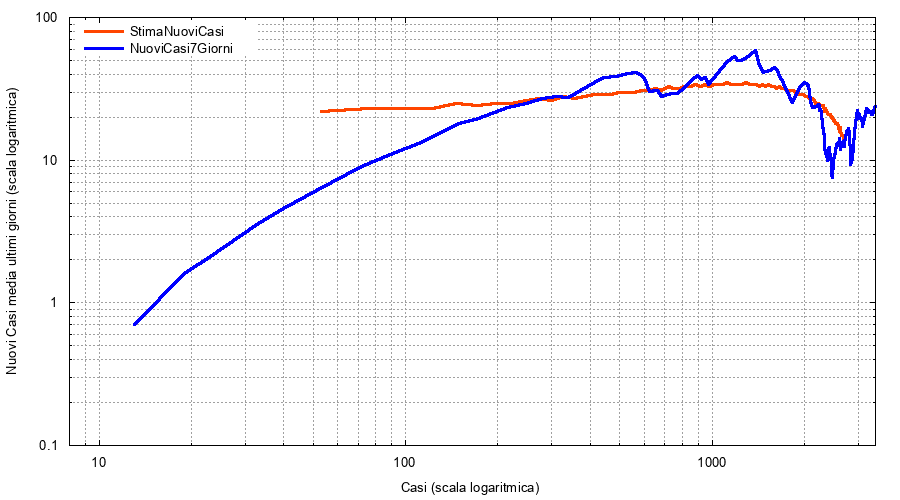 100
StimaNuoviCasi
NuoviCasi7Giorni
10
1
0.1
Nuovi Casi media ultimi giorni (scala logaritmica)
10
100
1000
Casi (scala logaritmica)